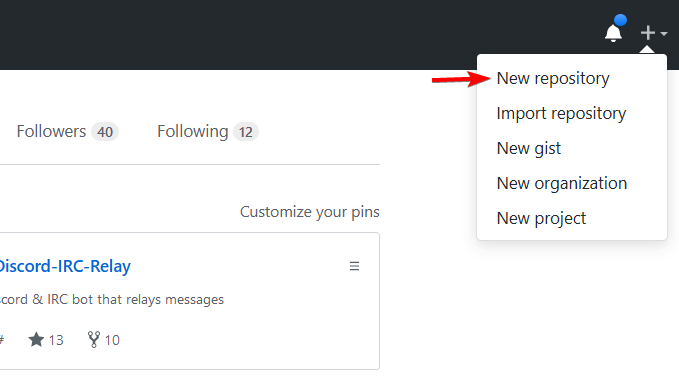 New repository
Import repository
New gist
New organization
New project
Followers 40 Following 12
Customize your pins
Discord-IRC-Relay
scord & IRC bot that relays messages
# 13 10